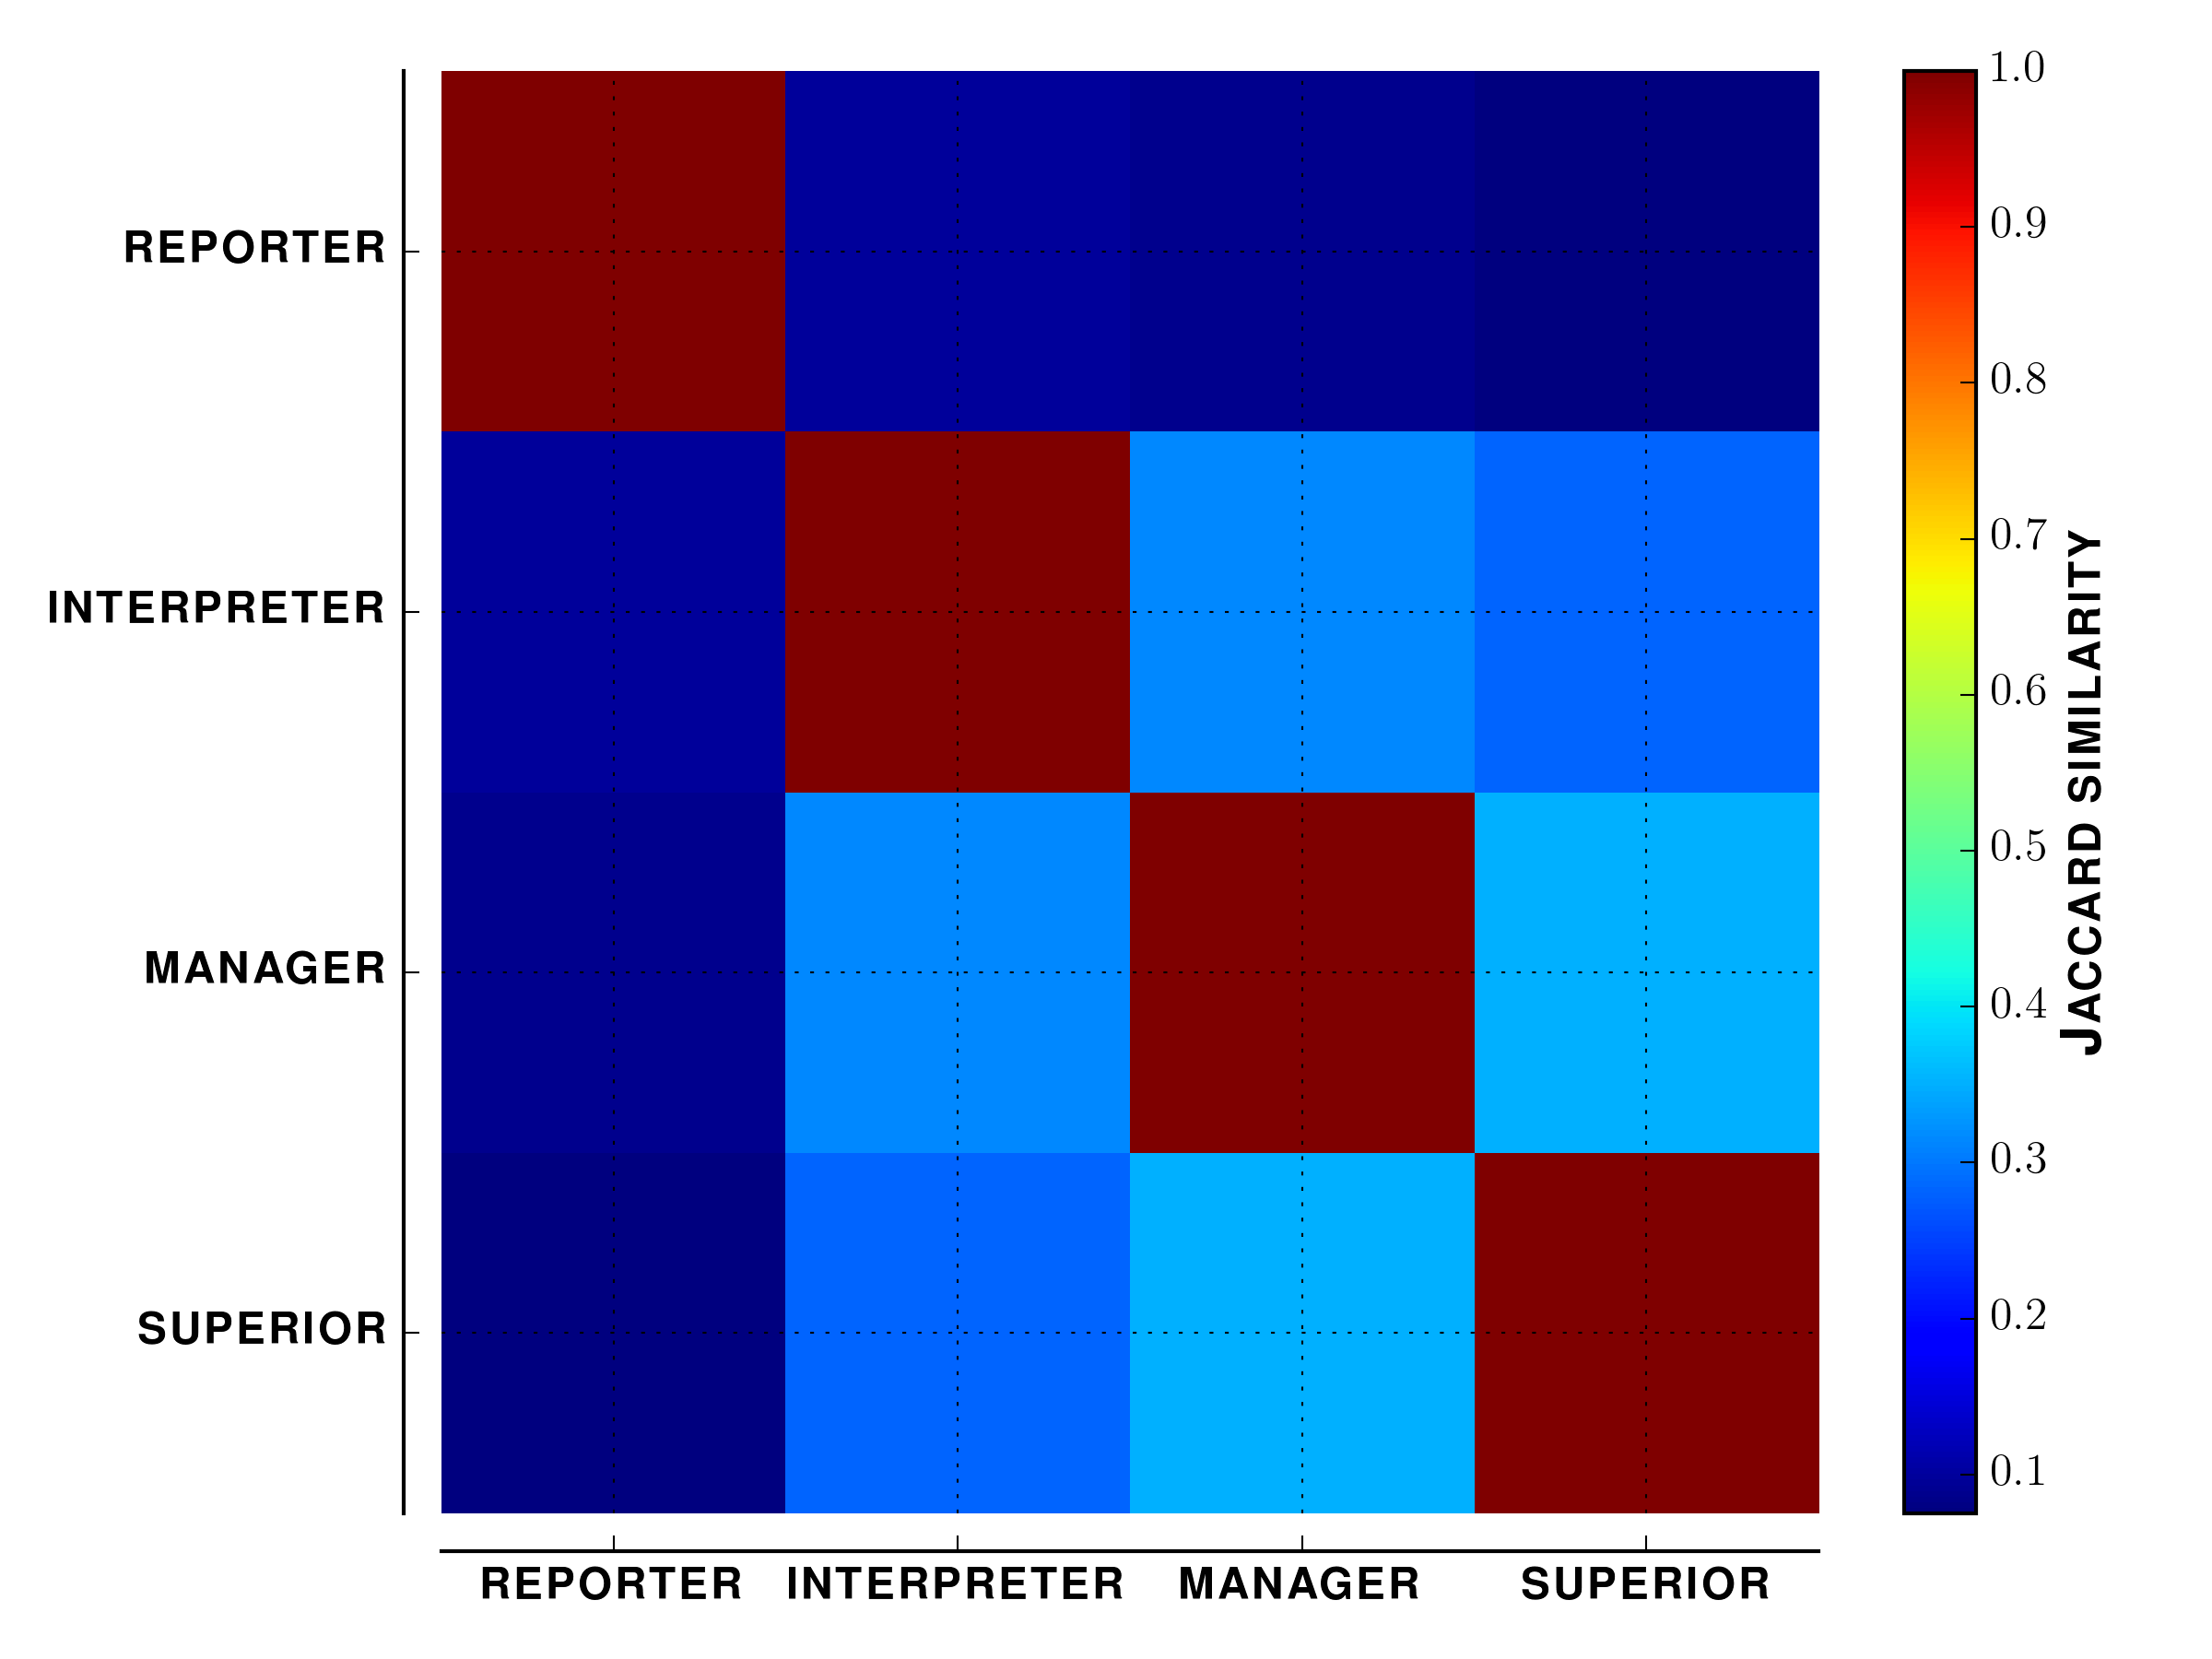 REPORTER
INTERPRETER
MANAGER
SUPERIOR
REPORTER INTERPRETER MANAGER SUPERIOR
1.0
0.9
0.8
0.7
0.6
0.5
0.4
0.3
0.2
0.1
JACCARD SIMILARITY